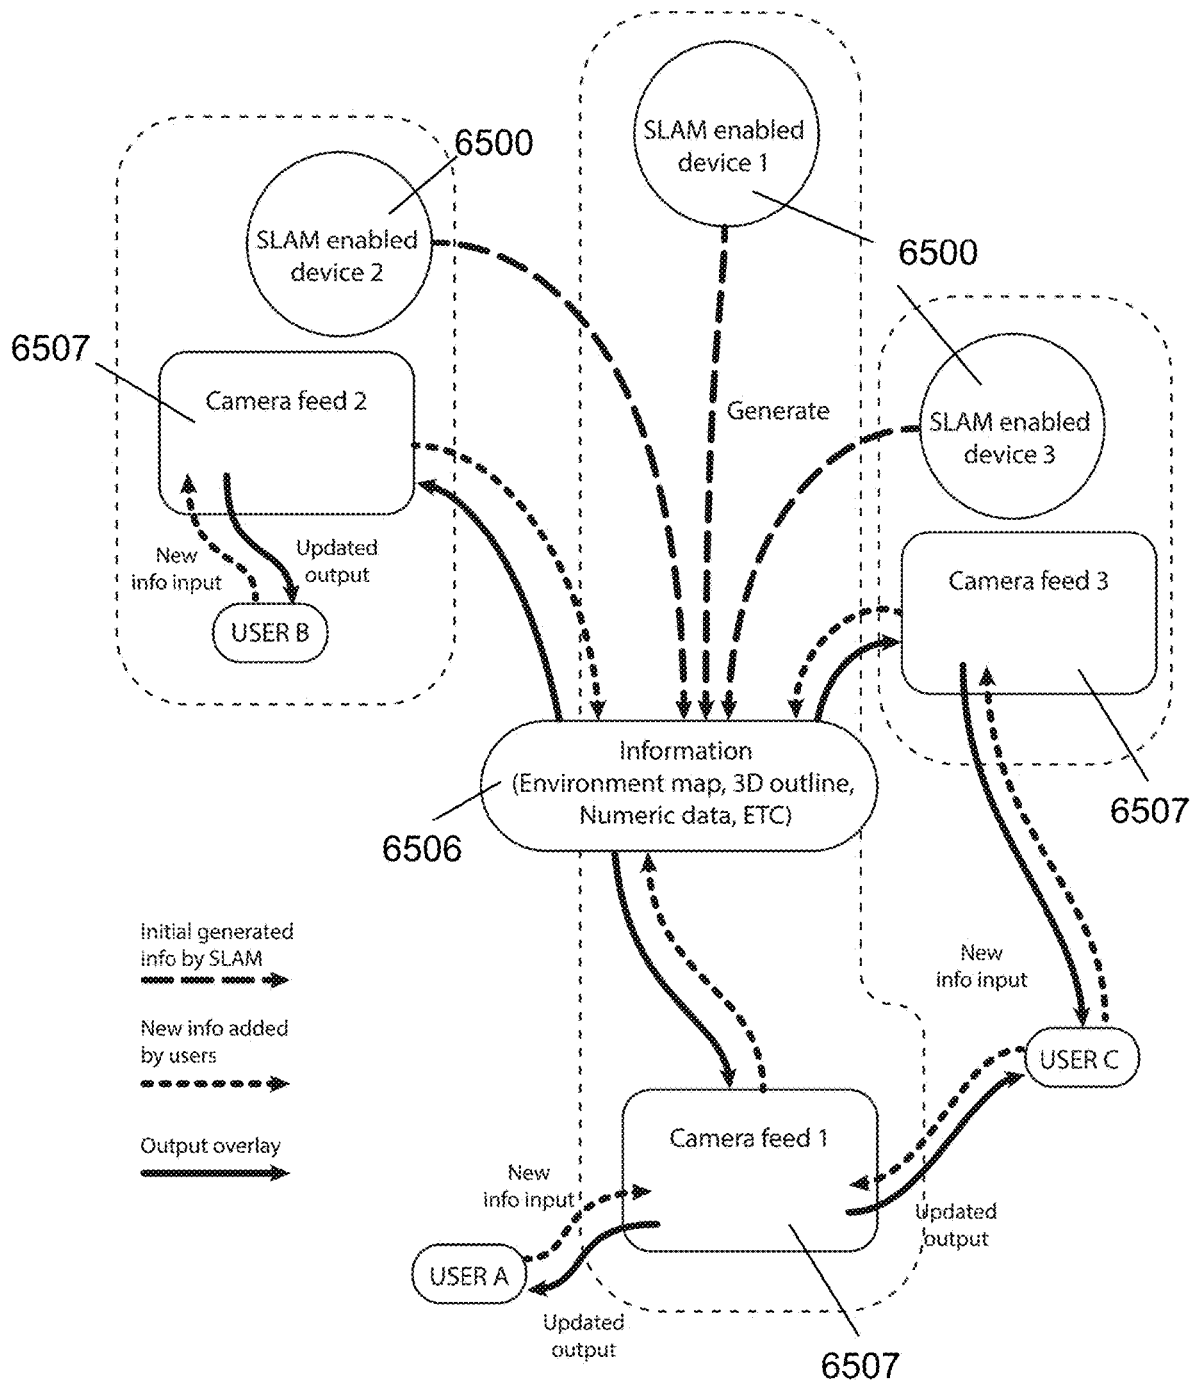 SLAM enabled
device 1
6500
SLAM enabled
device 2
6500
6507
Camera feed 2
Generate
SLAM enabled
device 3
New
info input
Updated
output
USER B
Camera feed 3
Information
(Environment map, 3D outline,
Numeric data, ETC)
6506
6507
Initial generated
info by SLAM
New info added
by users
Output overlay
New
info input
USER C
Camera feed 1
New
info input
Updated
output
USER A
Updated
output
6507